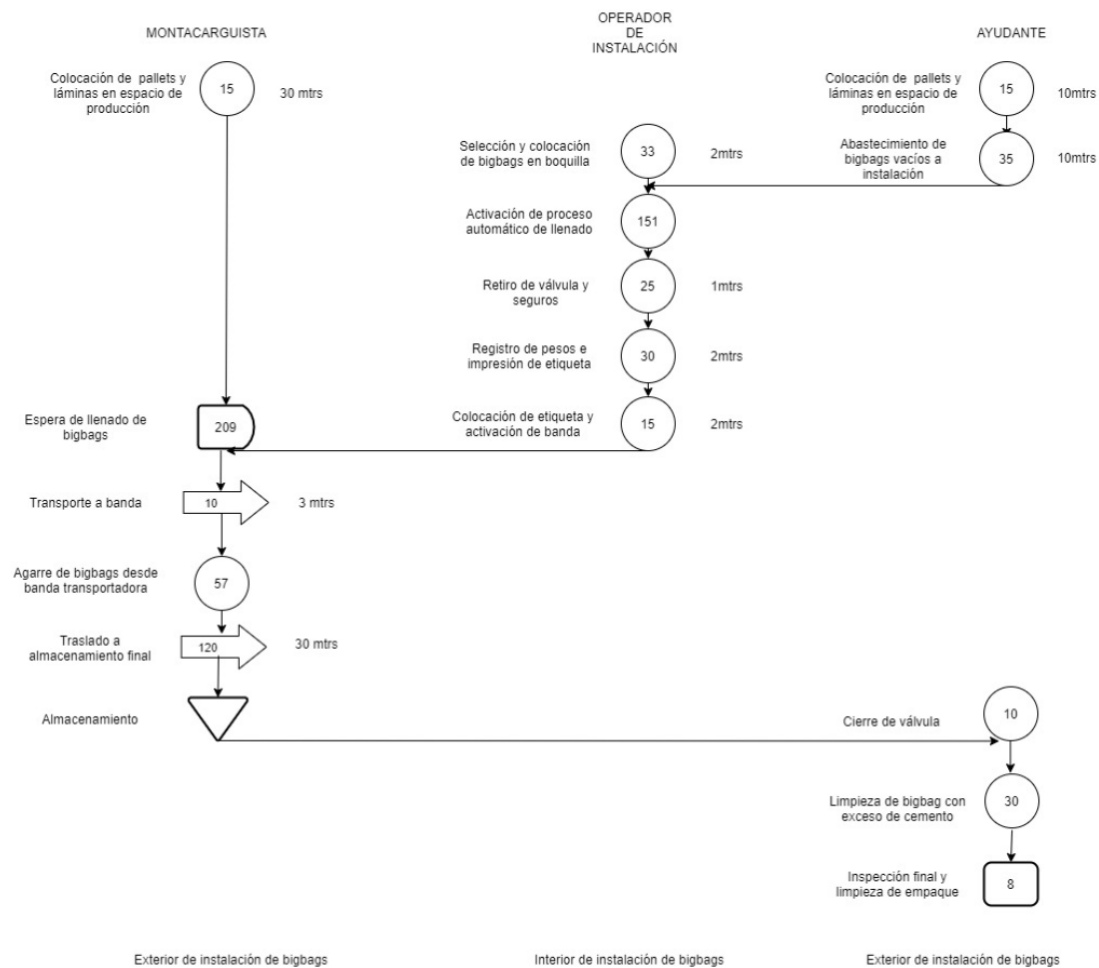 MONTACARGUISTA
OPERADOR
DE
INSTALACIÓN
AYUDANTE
Colocación de pallets y
láminas en espacio de
producción
15
30 mtrs
Colocación de pallets y
láminas en espacio de
producción
15
10mtrs
Selección y colocación
de bigbags en boquilla
33
2mtrs
Abastecimiento de
bigbags vacíos a
instalación
35
10mtrs
Activación de proceso
automático de llenado
151
Retiro de válvula y
seguros
25
1mtrs
Registro de pesos e
impresión de etiqueta
30
2mtrs
Espera de llenado de
bigbags
209
Colocación de etiqueta y
activación de banda
15
2mtrs
Transporte a banda
10
3 mtrs
Agarre de bigbags desde
banda transportadora
57
Traslado a
almacenamiento final
120
30 mtrs
Almacenamiento
Cierre de válvula
10
Limpieza de bigbag con
exceso de cemento
30
Inspección final y
limpieza de empaque
8
Exterior de instalación de bigbags
Interior de instalación de bigbags
Exterior de instalación de bigbags